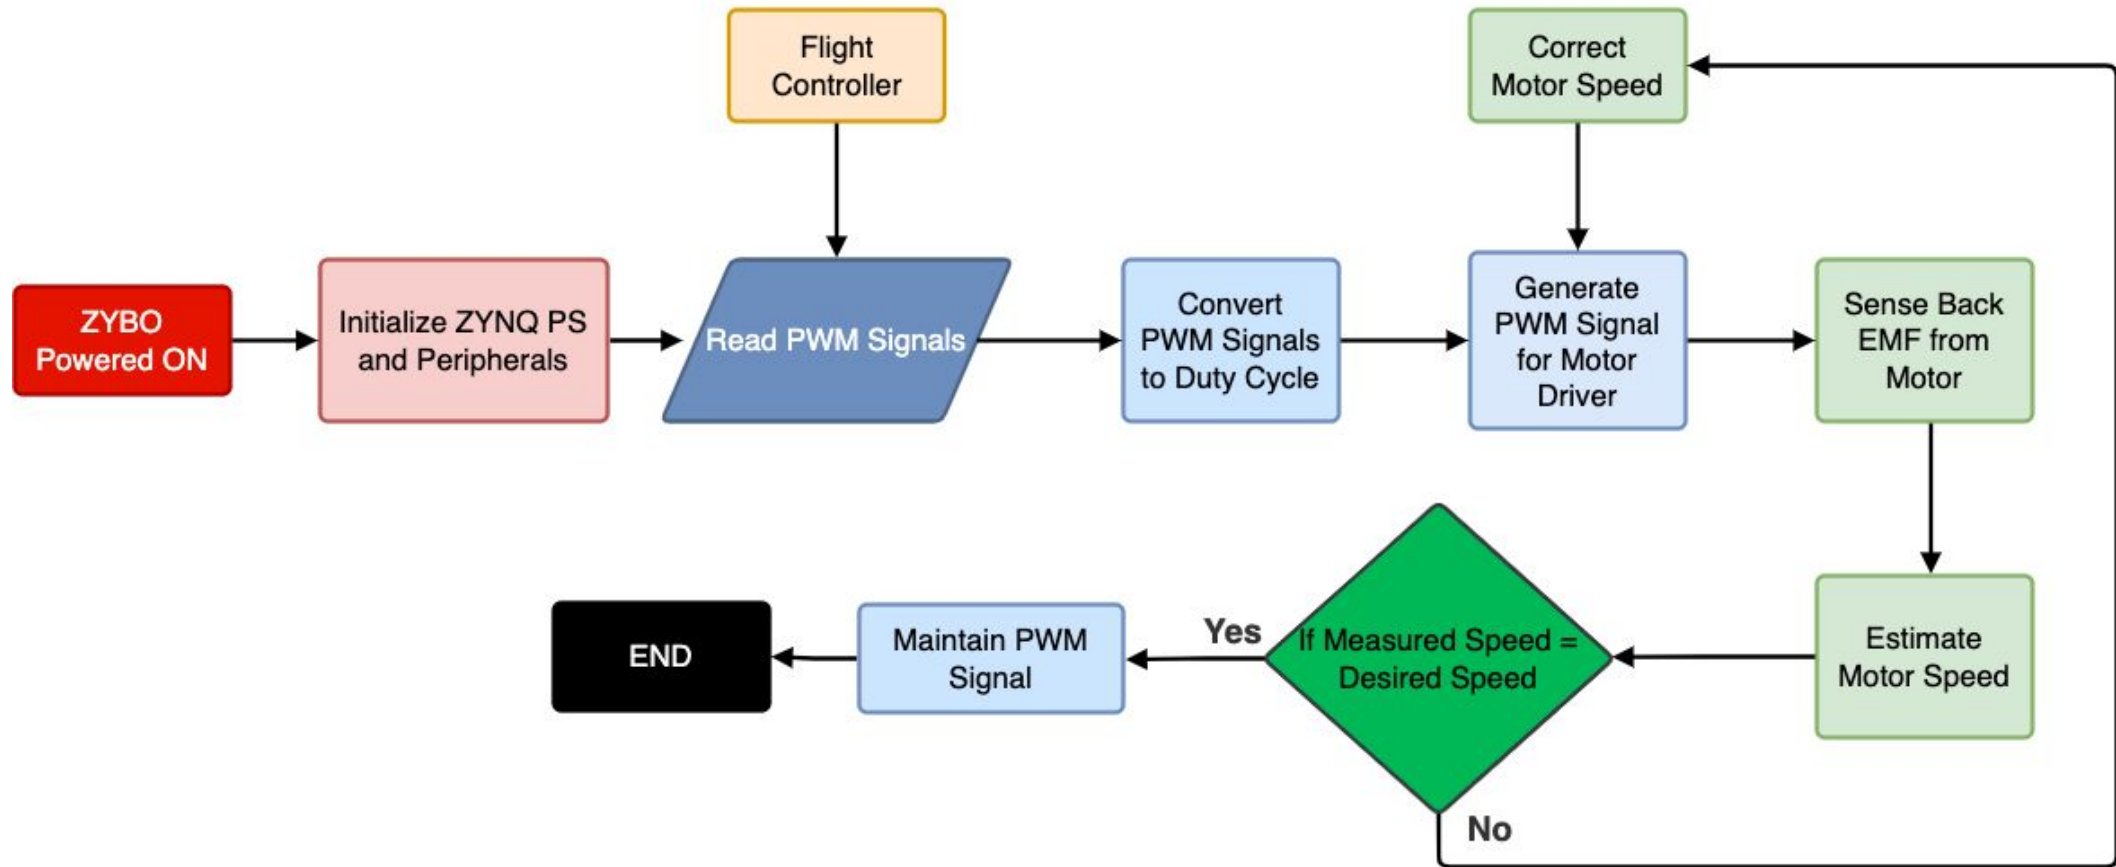 Flight
Controller
Correct
Motor Speed
ZYBO
Powered ON
Initialize ZYNQ PS
and Peripherals
Read PWM Signals
Convert
PWM Signals
to Duty Cycle
Generate
PWM Signal
for Motor
Driver
Sense Back
EMF from
Motor
END
Maintain PWM
Signal
Yes
If Measured Speed =
Desired Speed
Estimate
Motor Speed
No